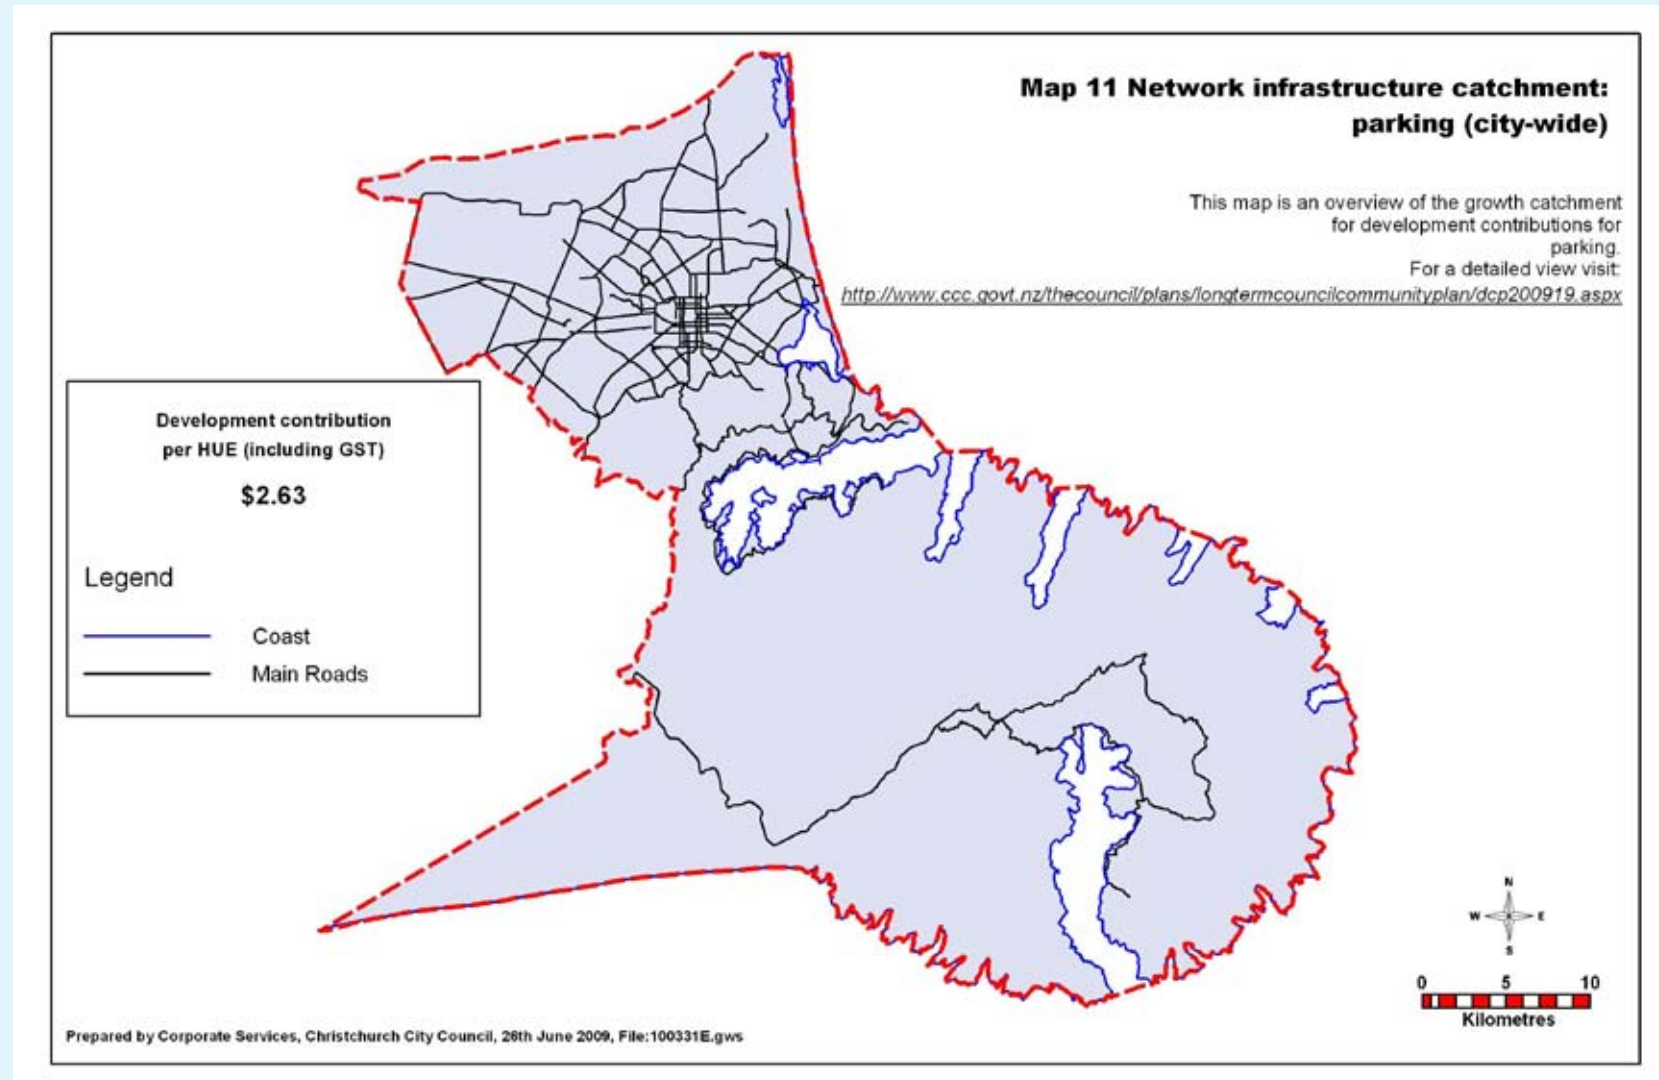 Map 11 Network infrastructure catchment:
parking (city-wide)
This map is an overview of the growth catchment
for development contributions for
parking.
For a detailed view visit:
http://www.ccc.govt.nz/thecouncil/plans/longtermcouncilcommunityplan/dcp200919.aspx
Development contribution
per HUE (including GST)
$2.63
Legend
Coast
Main Roads
N
W E
S
0 5 10
Kilometres
Prepared by Corporate Services, Christchurch City Council, 26th June 2009, File:100331E.gws